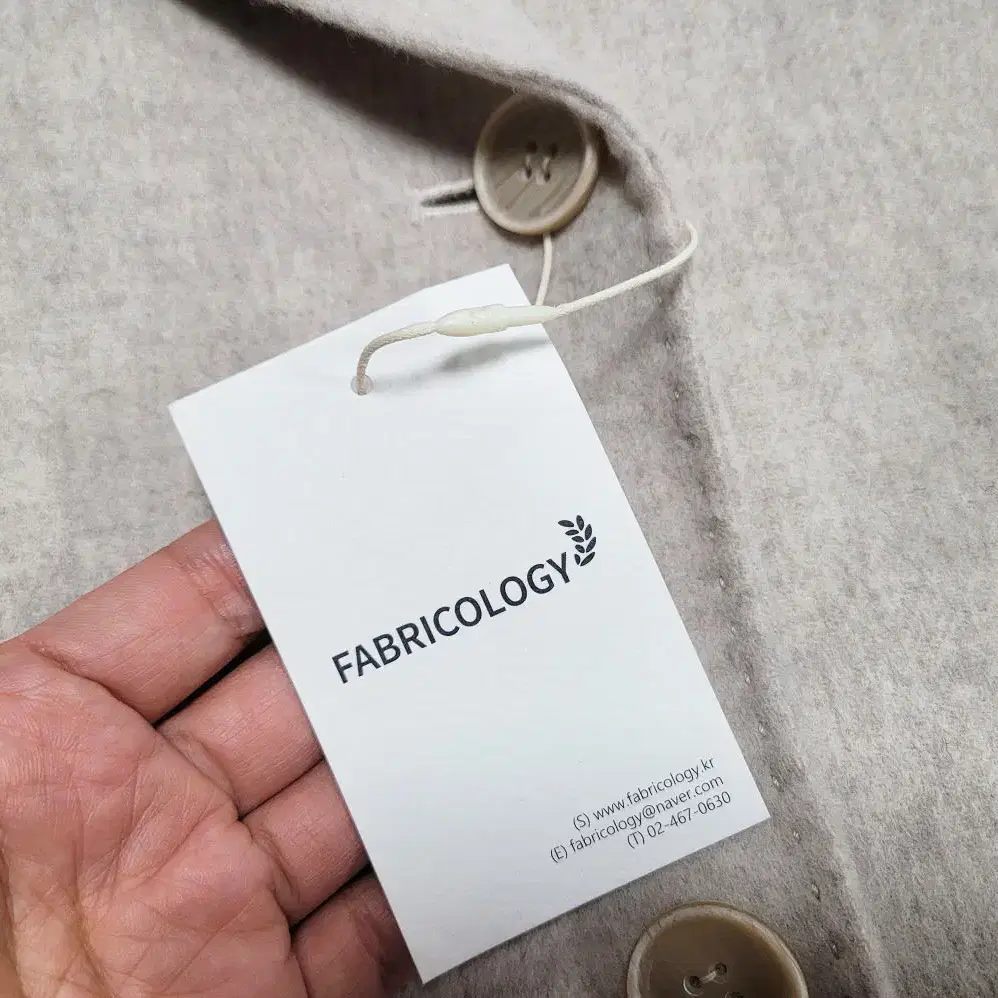 FABRICOLOGY
(S) www.fabricology.kr
(E) fabricology@naver.com
(T) 02-467-0630